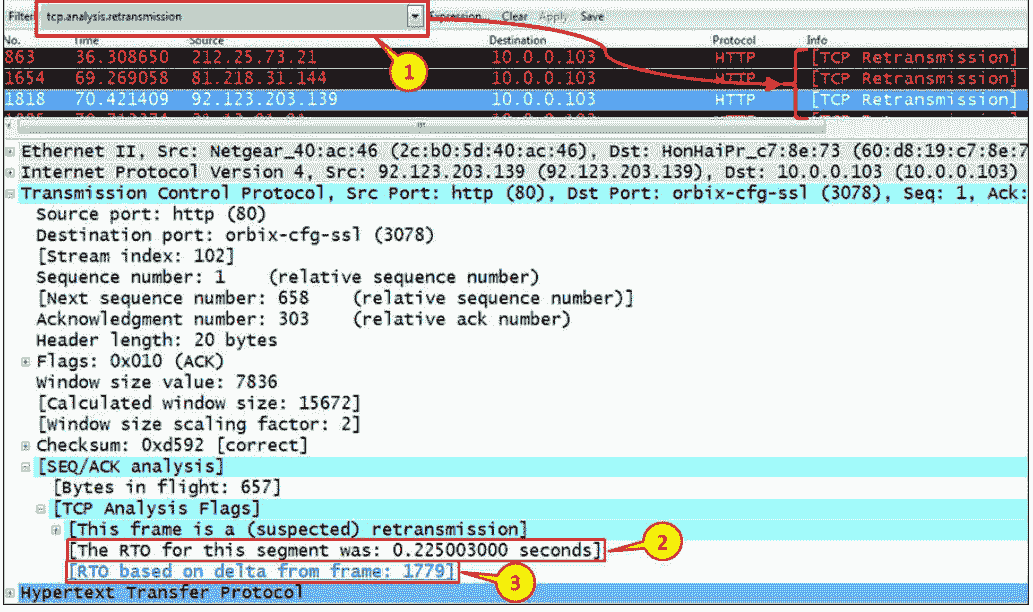 Filter: tcp.analysis.retransmission Expression... Clear Apply Save
No. Time Source Destination Protocol Info
1
863 36.308650 212.25.73.21 10.0.0.103 HTTP [TCP Retransmission]
1654 69.269058 81.218.31.144 10.0.0.103 HTTP [TCP Retransmission]
1818 70.421409 92.123.203.139 10.0.0.103 HTTP [TCP Retransmission]
Ethernet II, Src: Netgear_40:ac:46 (2c:b0:5d:40:ac:46), Dst: HonHaiPr_c7:8e:73 (60:d8:19:c7:8e:7
Internet Protocol Version 4, Src: 92.123.203.139 (92.123.203.139), Dst: 10.0.0.103 (10.0.0.103)
Transmission Control Protocol, Src Port: http (80), Dst Port: orbix-cfg-ssl (3078), Seq: 1, Ack:
Source port: http (80)
Destination port: orbix-cfg-ssl (3078)
[Stream index: 102]
Sequence number: 1 (relative sequence number)
[Next sequence number: 658 (relative sequence number)]
Acknowledgment number: 303 (relative ack number)
Header length: 20 bytes
Flags: 0x010 (ACK)
Window size value: 7836
[Calculated window size: 15672]
[Window size scaling factor: 2]
Checksum: 0xd592 [correct]
[SEQ/ACK analysis]
[Bytes in flight: 657]
[TCP Analysis Flags]
[This frame is a (suspected) retransmission]
[The RTO for this segment was: 0.225003000 seconds]
2
[RTO based on delta from frame: 1779]
3
Hypertext Transfer Protocol